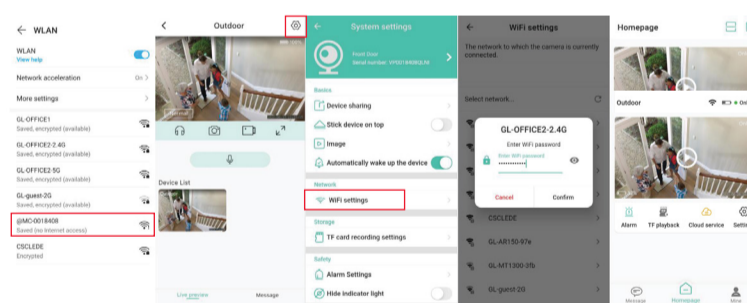 WLAN
WLAN
View help
Network acceleration
On
More settings
GL-OFFICE1
Saved, encrypted (available)
GL-OFFICE2-2.4G
Saved, encrypted (available)
GL-OFFICE2-5G
Saved, encrypted (available)
GL-guest-2G
Saved, encrypted (available)
@MC-0018408
Saved (no Internet access)
CSCLEDE
Encrypted
Outdoor
Device List
Live preview
Message
System settings
Front Door
Basics
Device sharing
Stick device on top
Image
Automatically wake up the device
Network
WiFi settings
Storage
TF card recording settings
Safely
Alarm Settings
Hide indicator light
WiFi settings
The network to which the camera is currently
connected.
Select network...
GL-OFFICE2-2.4G
Enter WiFi password
Enter WiFi password
Cancel
Confirm
CSCLEDE
GL-AR150-97e
GL-MT1300-3fb
GL-guest-2G
Homepage
Outdoor
Alarm
TF playback
Cloud service
Message
Homepage
Mine